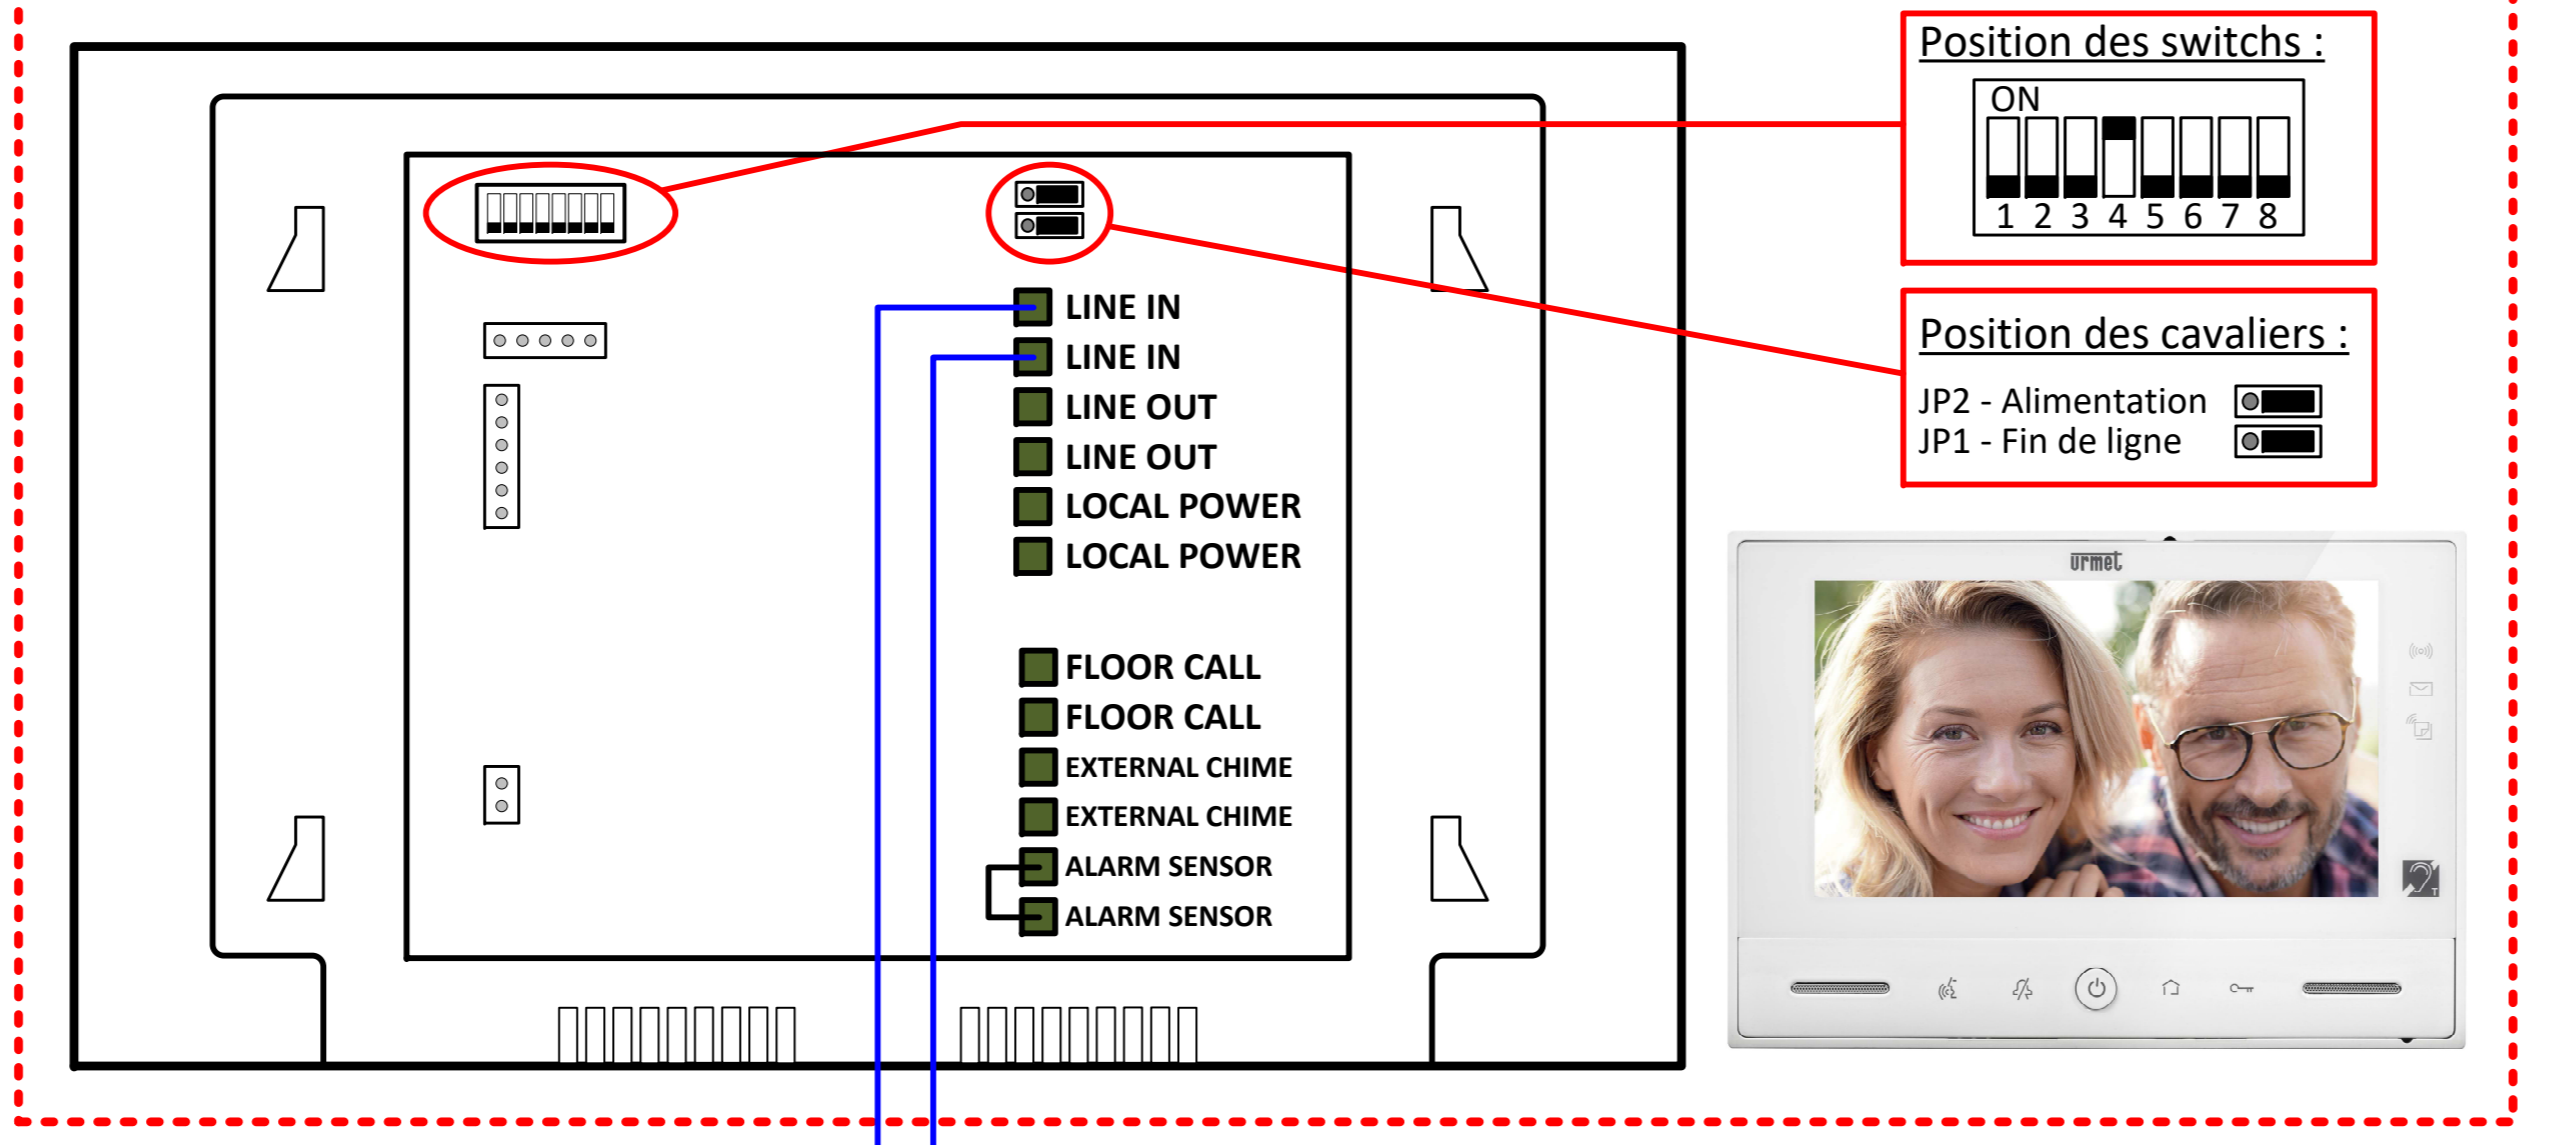 Position des switchs :
ON
1 2 3 4 5 6 7 8
LINE IN
LINE IN
LINE OUT
LINE OUT
LOCAL POWER
LOCAL POWER
FLOOR CALL
FLOOR CALL
EXTERNAL CHIME
EXTERNAL CHIME
ALARM SENSOR
ALARM SENSOR
Position des cavaliers :
JP2 - Alimentation
JP1 - Fin de ligne
urmet
T